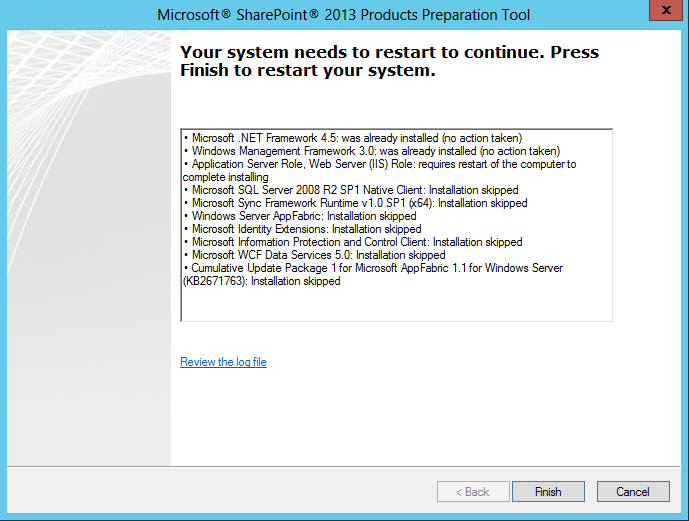 Microsoft® SharePoint® 2013 Products Preparation Tool
x
Your system needs to restart to continue. Press
Finish to restart your system.
• Microsoft .NET Framework 4.5: was already installed (no action taken)
• Windows Management Framework 3.0: was already installed (no action taken)
• Application Server Role, Web Server (IIS) Role: requires restart of the computer to
complete installing
• Microsoft SQL Server 2008 R2 SP1 Native Client: Installation skipped
• Microsoft Sync Framework Runtime v1.0 SP1 (x64): Installation skipped
• Windows Server AppFabric: Installation skipped
• Microsoft Identity Extensions: Installation skipped
• Microsoft Information Protection and Control Client: Installation skipped
• Microsoft WCF Data Services 5.0: Installation skipped
• Cumulative Update Package 1 for Microsoft AppFabric 1.1 for Windows Server
(KB2671763): Installation skipped
Review the log file
< Back Finish Cancel